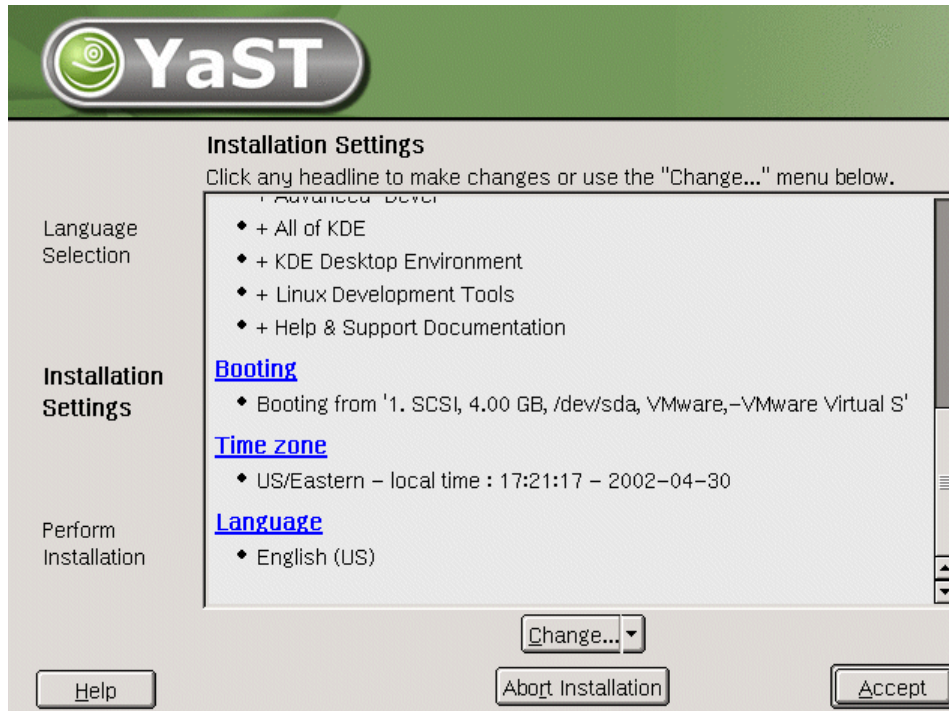 YaST
Installation Settings
Click any headline to make changes or use the "Change..." menu below.
Language
Selection
Installation
Settings
Perform
Installation
+ Advanced Devel
◆ + All of KDE
◆ + KDE Desktop Environment
◆ + Linux Development Tools
◆ + Help & Support Documentation
Booting
◆ Booting from '1. SCSI, 4.00 GB, /dev/sda, VMware,-VMware Virtual S'
Time zone
◆ US/Eastern – local time : 17:21:17 – 2002–04–30
Language
◆ English (US)
Change...
Help
Abort Installation
Accept